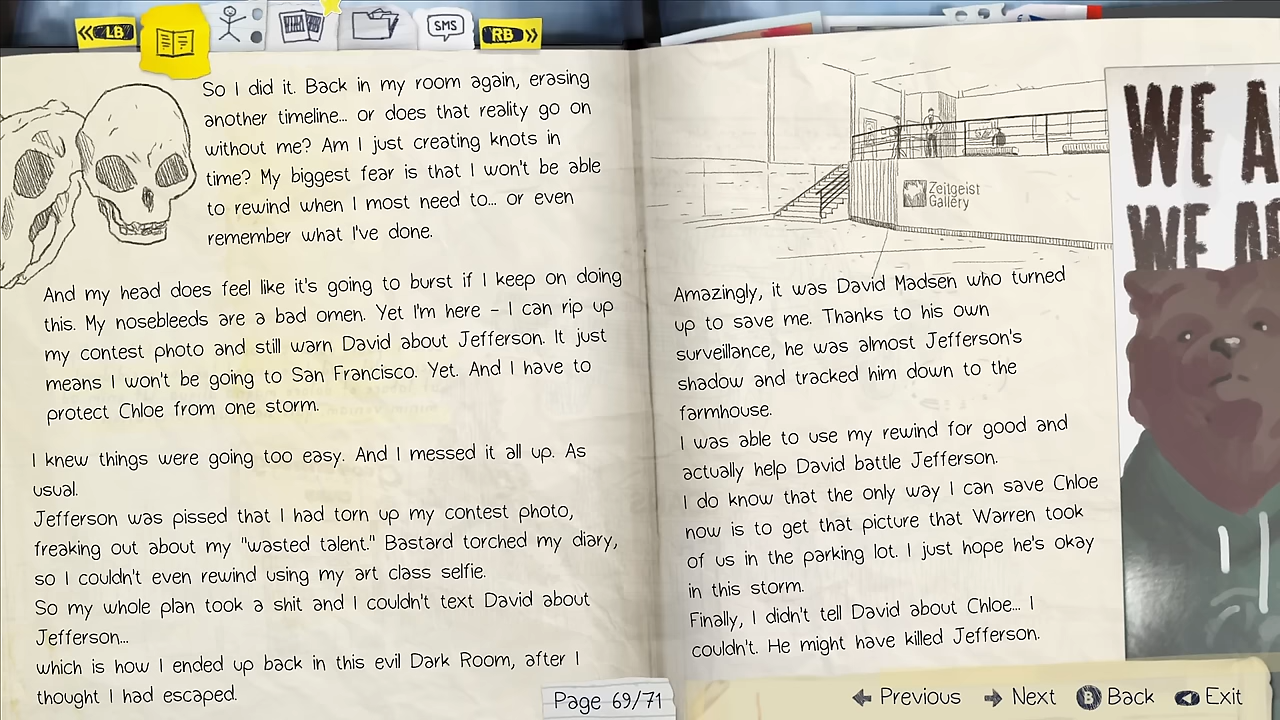 LB
SMS
RB
So I did it. Back in my room again, erasing
another timeline... or does that reality go on
without me? Am I just creating knots in
time? My biggest fear is that I won't be able
to rewind when I most need to... or even
remember what I've done.
And my head does feel like it's going to burst if I keep on doing
this. My nosebleeds are a bad omen. Yet I'm here - I can rip up
my contest photo and still warn David about Jefferson. It just
means I won't be going to San Francisco. Yet. And I have to
protect Chloe from one storm.
I knew things were going too easy. And I messed it all up. As
usual.
Jefferson was pissed that I had torn up my contest photo,
freaking out about my "wasted talent." Bastard torched my diary,
so I couldn't even rewind using my art class selfie.
So my whole plan took a shit and I couldn't text David about
Jefferson...
which is how I ended up back in this evil Dark Room, after I
thought I had escaped.
Zeitgeist
Gallery
Amazingly, it was David Madsen who turned
up to save me. Thanks to his own
surveillance, he was almost Jefferson's
shadow and tracked him down to the
farmhouse.
I was able to use my rewind for good and
actually help David battle Jefferson.
I do know that the only way I can save Chloe
now is to get that picture that Warren took
of us in the parking lot. I just hope he's okay
in this storm.
Finally, I didn't tell David about Chloe... I
couldn't. He might have killed Jefferson.
WE A
WE A
Page 69/71
Previous
Next
B Back
Exit